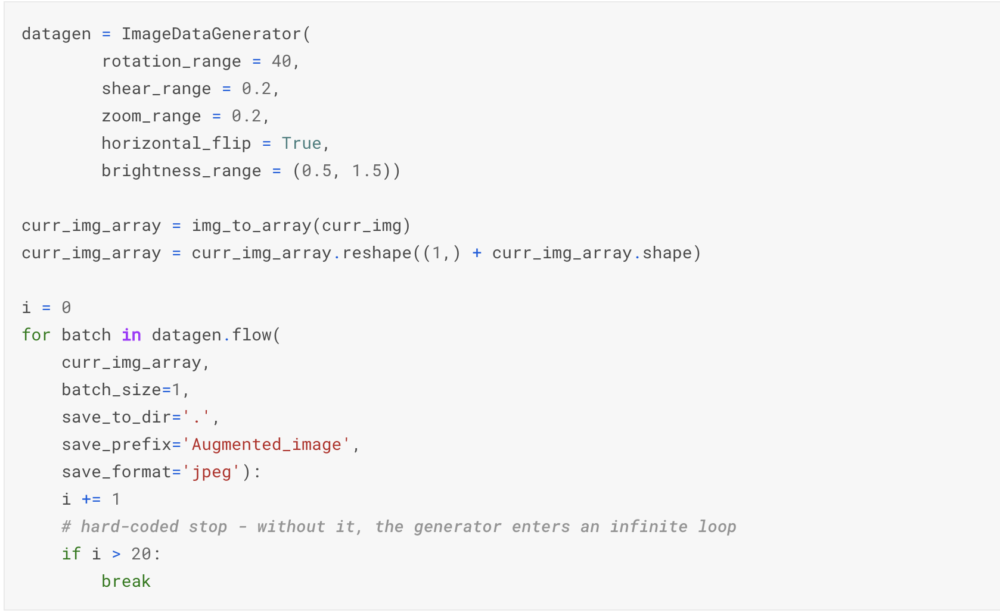 datagen = ImageDataGenerator(
        rotation_range = 40,
        shear_range = 0.2,
        zoom_range = 0.2,
        horizontal_flip = True,
        brightness_range = (0.5, 1.5))

curr_img_array = img_to_array(curr_img)
curr_img_array = curr_img_array.reshape((1,) + curr_img_array.shape)

i = 0
for batch in datagen.flow(
    curr_img_array,
    batch_size=1,
    save_to_dir='.',
    save_prefix='Augmented_image',
    save_format='jpeg'):
    i += 1
    # hard-coded stop - without it, the generator enters an infinite loop
    if i > 20:
        break